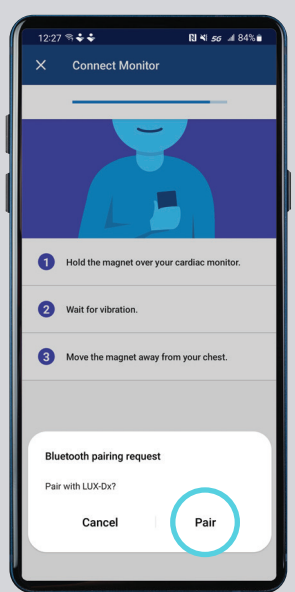 12:27
5G 84%
Connect Monitor
1 Hold the magnet over your cardiac monitor.
2 Wait for vibration.
3 Move the magnet away from your chest.
Bluetooth pairing request
Pair with LUX-Dx?
Cancel Pair